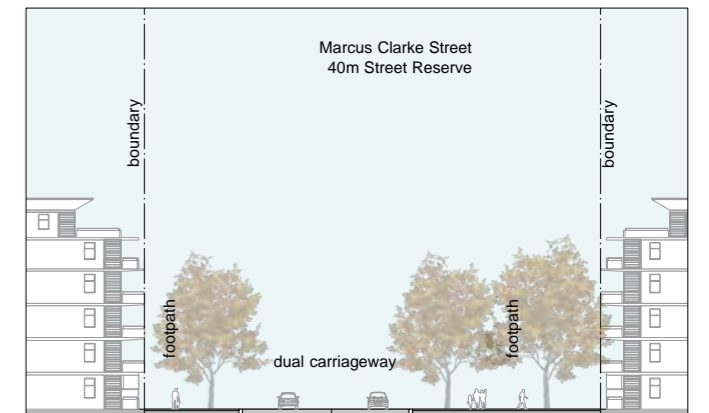 Marcus Clarke Street
40m Street Reserve
boundary
boundary
footpath
footpath
dual carriageway